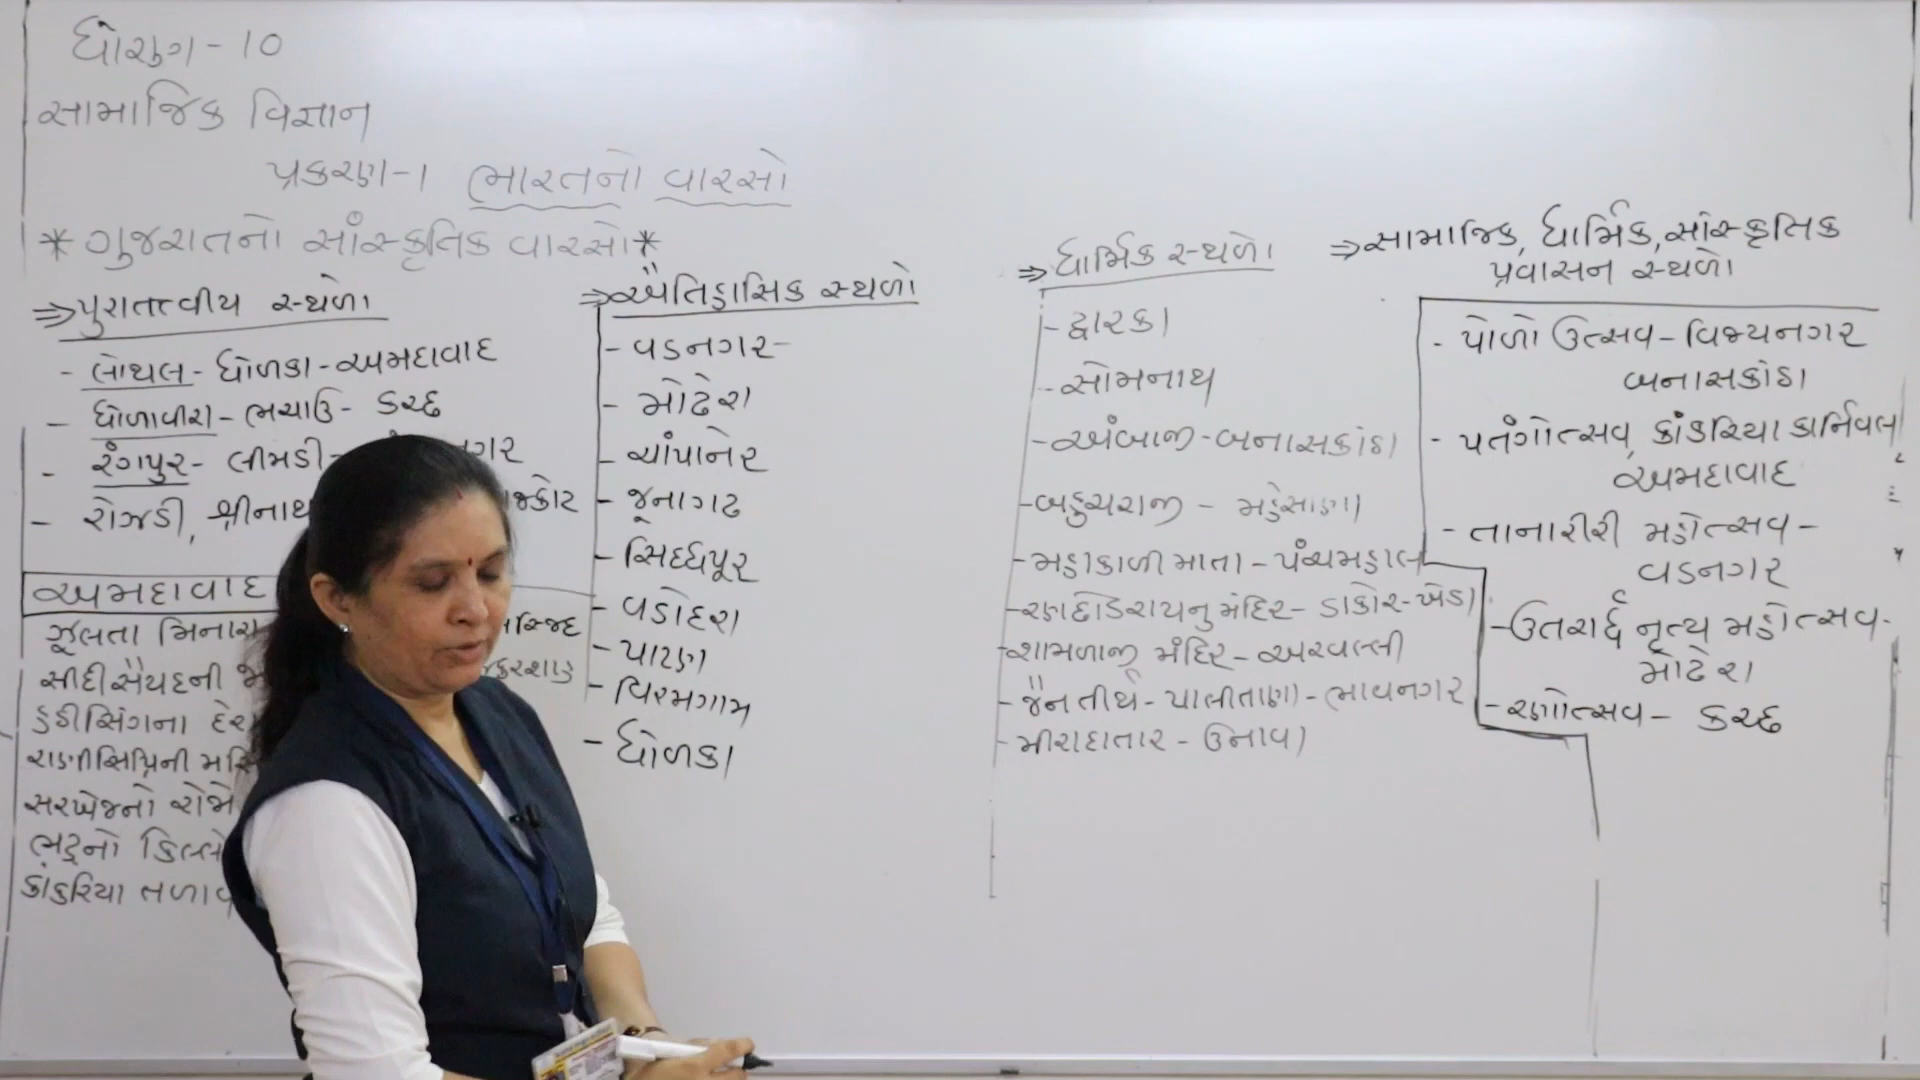 ધોરણ - 10
સામાજિક વિજ્ઞાન
પ્રકરણ-1 ભારતનો વારસો
* ગુજરાતનો સાંસ્કૃતિક વારસો *
⇒ પુરાતત્વીય સ્થળો
- લોથલ - ધોળકા - અમદાવાદ
- ધોળાવીરા - ભચાઉ - કચ્છ
- રંગપુર - લીમડી -
- રોઝડી, શ્રીનાથ
અમદાવાદ
ઝૂલતા મિનારા
સીદી સૈયદની
હઠીસિંગના દેરા
રાણી સિપ્રિની મસ્જિ
સરખેજનો રોજો
ભદ્રનો કિલ્લો
કાંકરિયા તળાવ
⇒ ઐતિહાસિક સ્થળો
- વડનગર -
- મોઢેરા
- ચાંપાનેર
- જૂનાગઢ
- સિદ્ધપૂર
- વડોદરા
- પાટણ
- વિરમગામ
- ધોળકા
⇒ ધાર્મિક સ્થળો
- દ્વારકા
- સોમનાથ
- અંબાજી - બનાસકાંઠા
- બહુચરાજી - મહેસાણા
- મહાકાળી માતા - પંચમહાલ
- રણછોડરાયનુ મંદિર - ડાકોર - ખેડા
- શામળાજી મંદિર - અરવલ્લી
- જૈન તીર્થ - પાલીતાણા - ભાવનગર
- મીરાદાતાર - ઉનાવા
⇒ સામાજિક, ધાર્મિક, સાંસ્કૃતિક
પ્રવાસન સ્થળો
- પોળો ઉત્સવ - વિજયનગર
બનાસકાંઠા
- પતંગોત્સવ, કાંકરિયા કાર્નિવલ
અમદાવાદ
- તાનારીરી મહોત્સવ -
વડનગર
- ઉતરાર્દ્ધ નૃત્ય મહોત્સવ -
મોઢેરા
- રણોત્સવ - કચ્છ